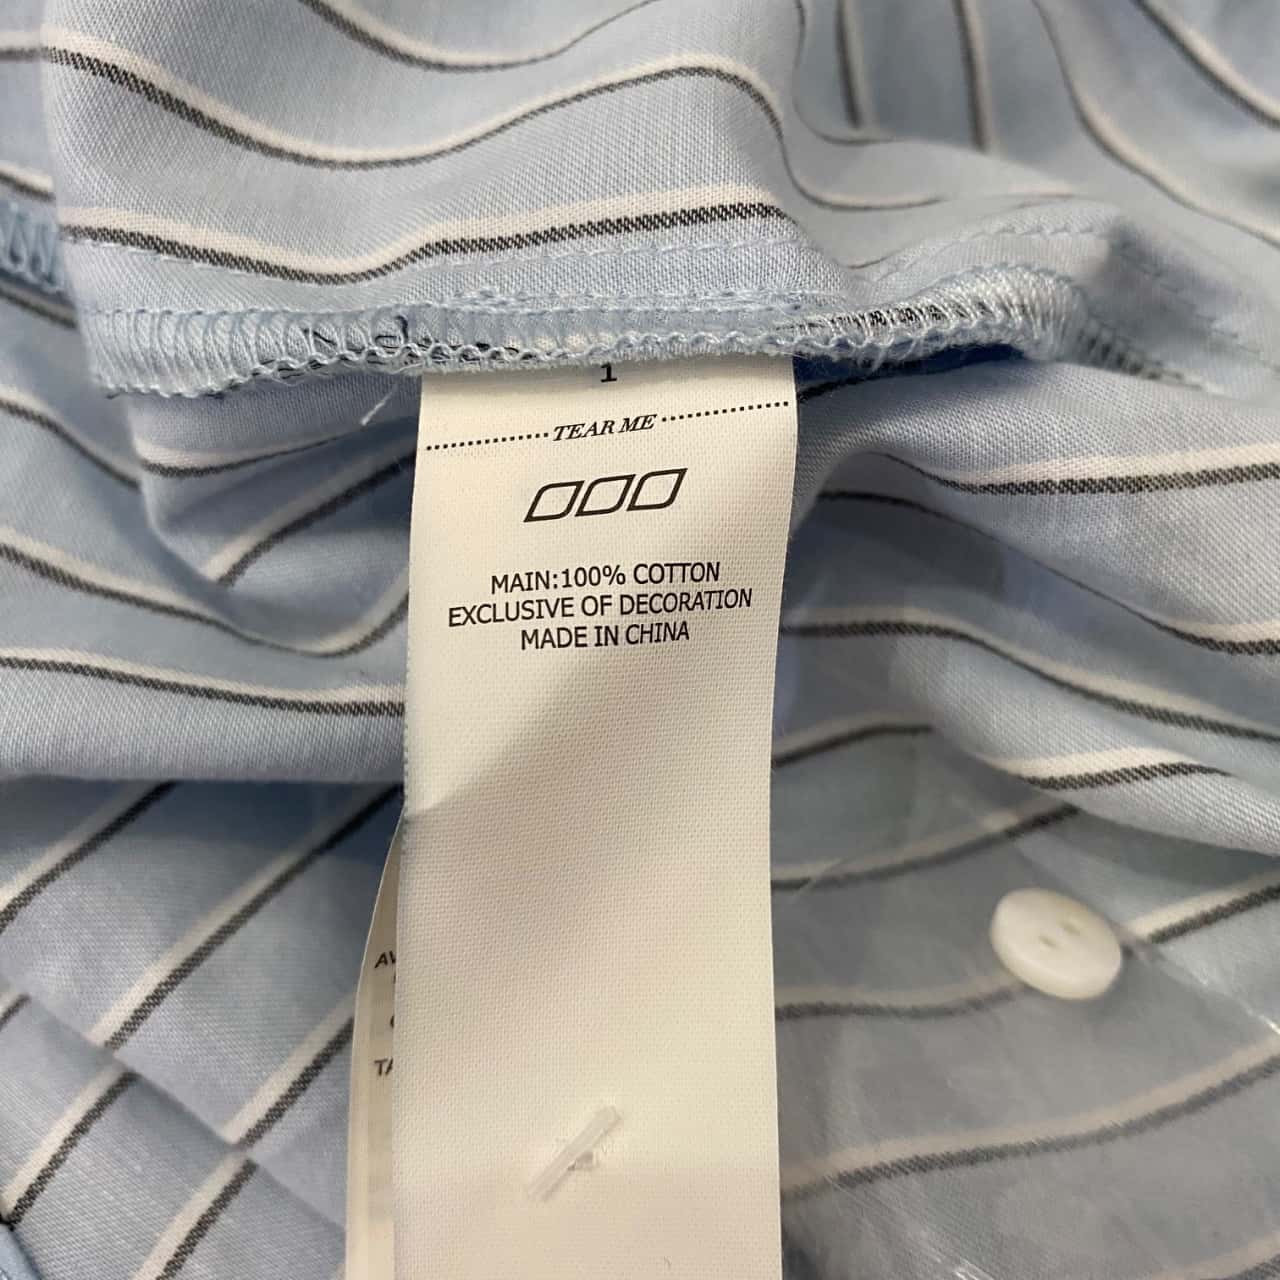 1
TEAR ME
MAIN:100% COTTON
EXCLUSIVE OF DECORATION
MADE IN CHINA